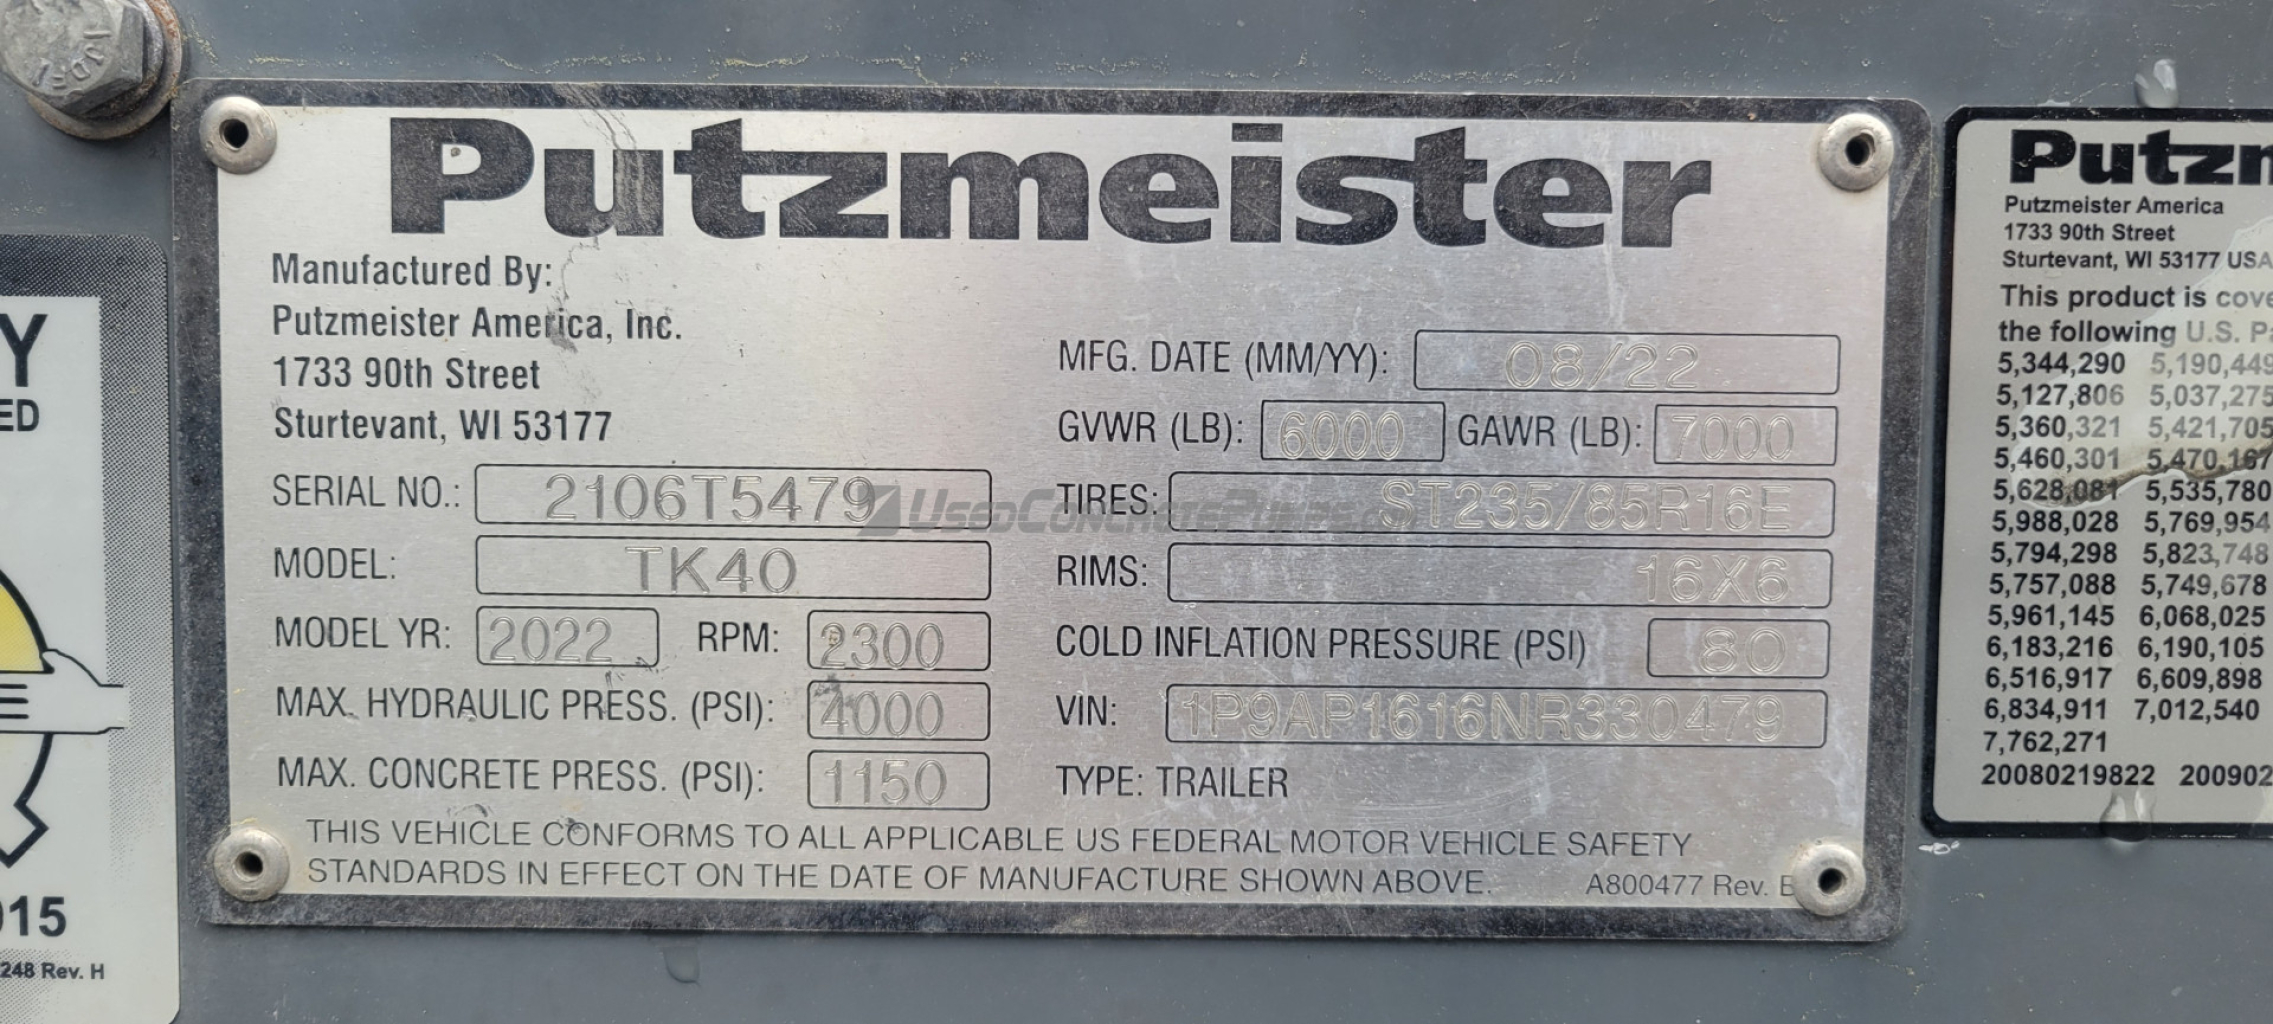 Putzmeister
Manufactured By:
Putzmeister America, Inc.
1733 90th Street
Sturtevant, WI 53177
SERIAL NO.: 2106T5479
MODEL: TK40
MODEL YR: 2022 RPM: 2300
MAX. HYDRAULIC PRESS. (PSI): 4000
MAX. CONCRETE PRESS. (PSI): 1150
MFG. DATE (MM/YY): 08/22
GVWR (LB): 6000 GAWR (LB): 7000
TIRES: ST235/85R16E
RIMS: 16X6
COLD INFLATION PRESSURE (PSI) 80
VIN: 1P9AP1616NR330479
TYPE: TRAILER
THIS VEHICLE CONFORMS TO ALL APPLICABLE US FEDERAL MOTOR VEHICLE SAFETY
STANDARDS IN EFFECT ON THE DATE OF MANUFACTURE SHOWN ABOVE. A800477 Rev.
USEDCONCRETEPUMPS.COM
Y
ED
015
248 Rev. H
Putzm
Putzmeister America
1733 90th Street
Sturtevant, WI 53177 USA
This product is cove
the following U.S. Pa
5,344,290 5,190,449
5,127,806 5,037,275
5,360,321 5,421,705
5,460,301 5,470,167
5,628,081 5,535,780
5,988,028 5,769,954
5,794,298 5,823,748
5,757,088 5,749,678
5,961,145 6,068,025
6,183,216 6,190,105
6,516,917 6,609,898
6,834,911 7,012,540
7,762,271
20080219822 200902